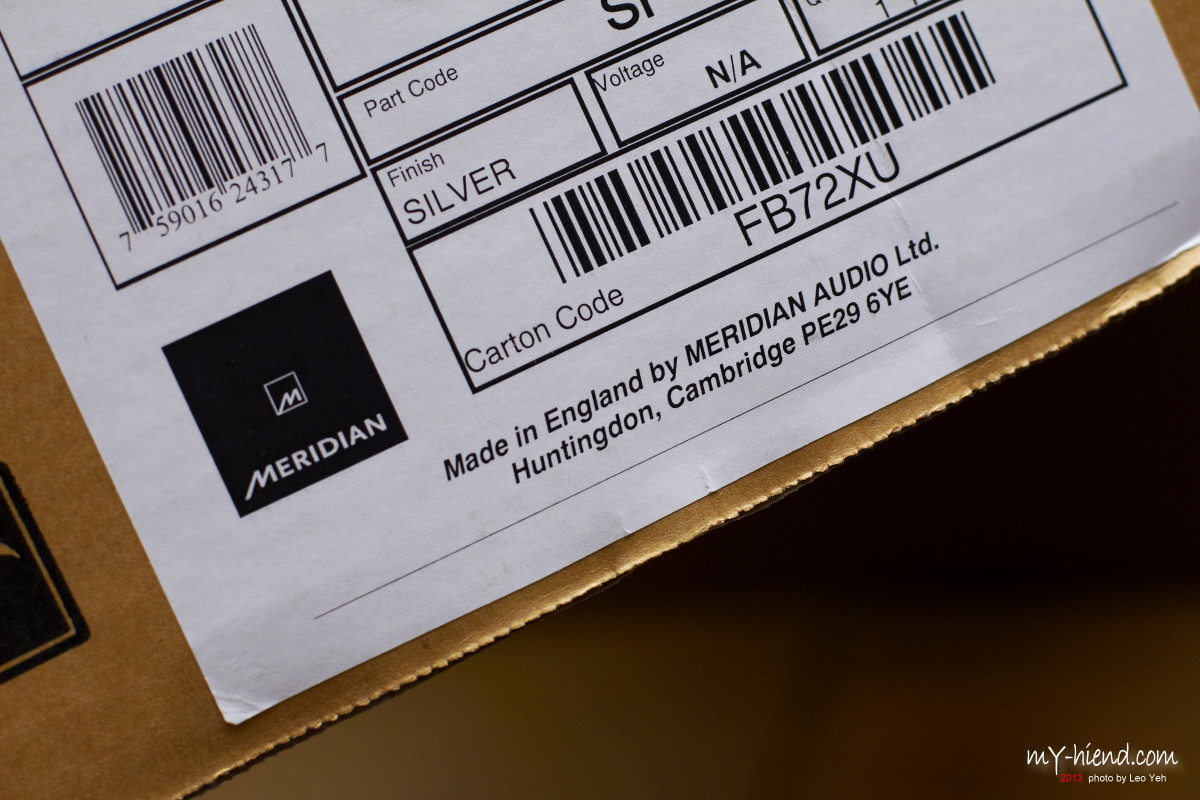 Part Code
Voltage
N/A
Finish
SILVER
7 59016 24317 7
FB72XU
Carton Code
Made in England by MERIDIAN AUDIO Ltd.
Huntingdon, Cambridge PE29 6YE
MERIDIAN
mY-hiend.com
2013 photo by Leo Yeh